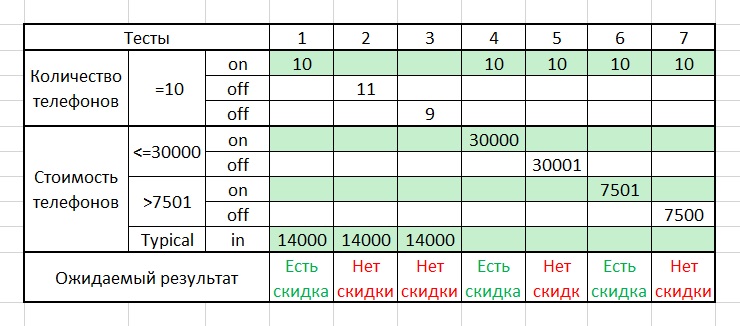 Тесты 1 2 3 4 5 6 7
Количество телефонов =10 on 10 10 10 10 10
off 11
off 9
Стоимость телефонов <=30000 on 30000
off 30001
>7501 on 7501
off 7500
Typical in 14000 14000 14000
Ожидаемый результат Есть скидка Нет скидки Нет скидки Есть скидка Нет скидк Есть скидка Нет скидки